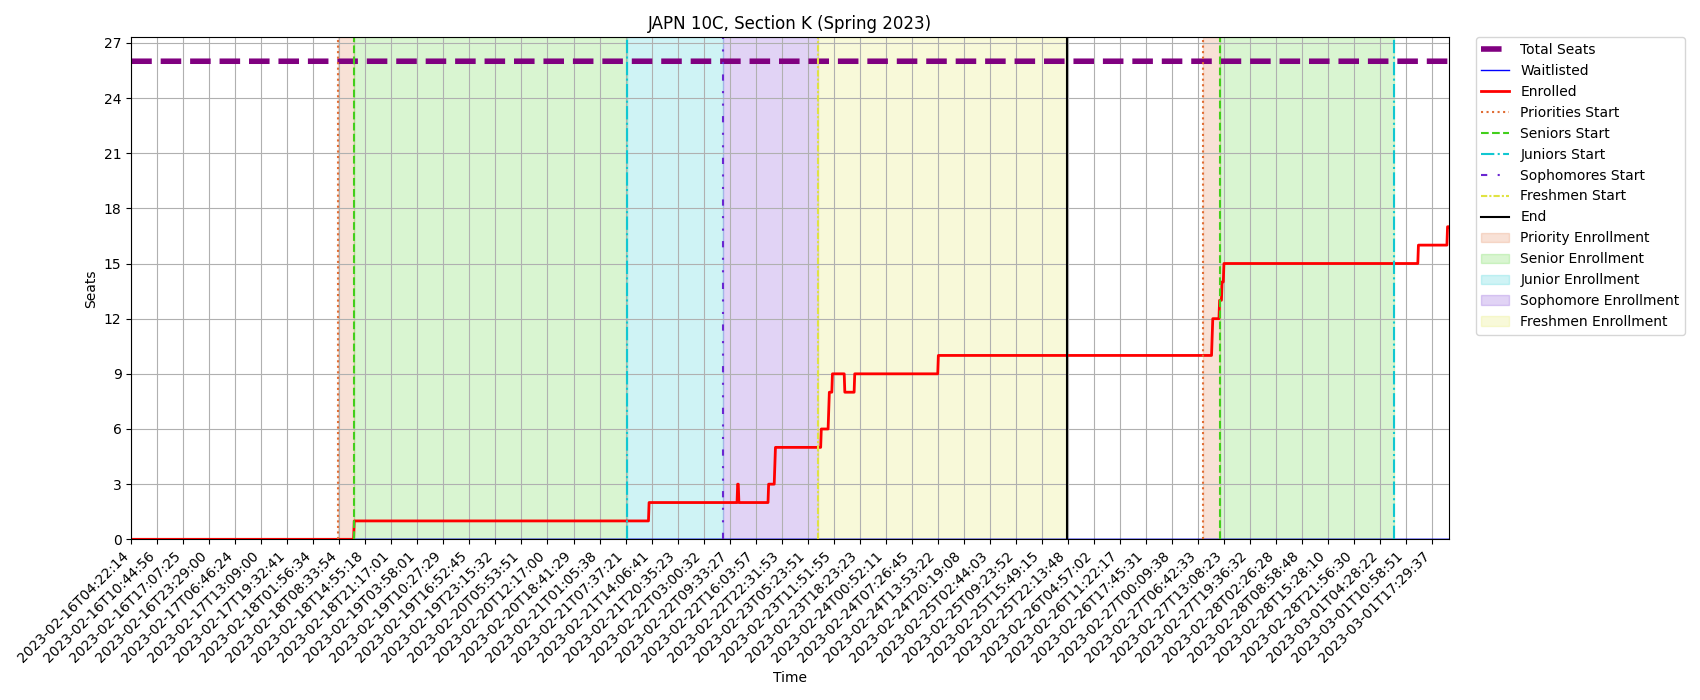 JAPN 10C, Section K (Spring 2023)
27
24
21
18
15
12
9
6
3
0
Seats
2023-02-16T04:22:14
2023-02-16T10:44:56
2023-02-16T17:07:25
2023-02-16T23:29:00
2023-02-17T06:46:24
2023-02-17T13:09:00
2023-02-17T19:32:41
2023-02-18T01:56:34
2023-02-18T08:33:54
2023-02-18T14:55:18
2023-02-18T21:17:01
2023-02-19T03:58:01
2023-02-19T10:27:29
2023-02-19T16:52:45
2023-02-19T23:15:32
2023-02-20T05:53:51
2023-02-20T12:17:00
2023-02-20T18:41:29
2023-02-21T01:05:38
2023-02-21T07:37:21
2023-02-21T14:06:41
2023-02-21T20:35:23
2023-02-22T03:00:32
2023-02-22T09:33:27
2023-02-22T16:03:57
2023-02-22T22:31:53
2023-02-23T05:23:51
2023-02-23T11:51:55
2023-02-23T18:23:23
2023-02-24T00:52:11
2023-02-24T07:26:45
2023-02-24T13:53:22
2023-02-24T20:19:08
2023-02-25T02:44:03
2023-02-25T09:23:52
2023-02-25T15:49:15
2023-02-25T22:13:48
2023-02-26T04:57:02
2023-02-26T11:22:17
2023-02-26T17:45:31
2023-02-27T00:09:38
2023-02-27T06:42:33
2023-02-27T13:08:23
2023-02-27T19:36:32
2023-02-28T02:26:28
2023-02-28T08:58:48
2023-02-28T15:28:10
2023-02-28T21:56:30
2023-03-01T04:28:22
2023-03-01T10:58:51
2023-03-01T17:29:37
Time
Total Seats
Waitlisted
Enrolled
Priorities Start
Seniors Start
Juniors Start
Sophomores Start
Freshmen Start
End
Priority Enrollment
Senior Enrollment
Junior Enrollment
Sophomore Enrollment
Freshmen Enrollment